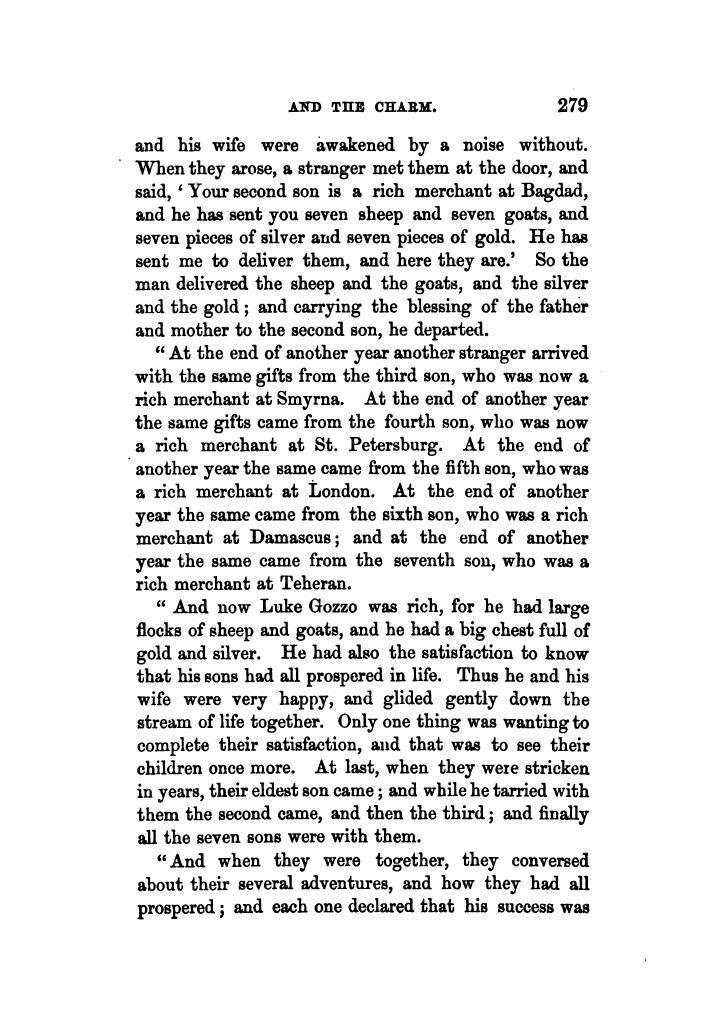 AND THE CHARM. 279
and his wife were awakened by a noise without.
When they arose, a stranger met them at the door, and
said, ‘Your second son is a rich merchant at Bagdad,
and he has sent you seven sheep and seven goats, and
seven pieces of silver and seven pieces of gold. He has
sent me to deliver them, and here they are.’ So the
man delivered the sheep and the goats, and the silver
and the gold; and carrying the blessing of the father
and mother to the second son, he departed.
“At the end of another year another stranger arrived
with the same gifts from the third son, who was now a
rich merchant at Smyrna. At the end of another year
the same gifts came from the fourth son, who was now
a rich merchant at St. Petersburg. At the end of
another year the same came from the fifth son, who was
a rich merchant at London. At the end of another
year the same came from the sixth son, who was a rich
merchant at Damascus; and at the end of another
year the same came from the seventh son, who was a
rich merchant at Teheran.
“And now Luke Gozzo was rich, for he had large
flocks of sheep and goats, and he had a big chest full of
gold and silver. He had also the satisfaction to know
that his sons had all prospered in life. Thus he and his
wife were very happy, and glided gently down the
stream of life together. Only one thing was wanting to
complete their satisfaction, and that was to see their
children once more. At last, when they were stricken
in years, their eldest son came; and while he tarried with
them the second came, and then the third; and finally
all the seven sons were with them.
“And when they were together, they conversed
about their several adventures, and how they had all
prospered; and each one declared that his success was